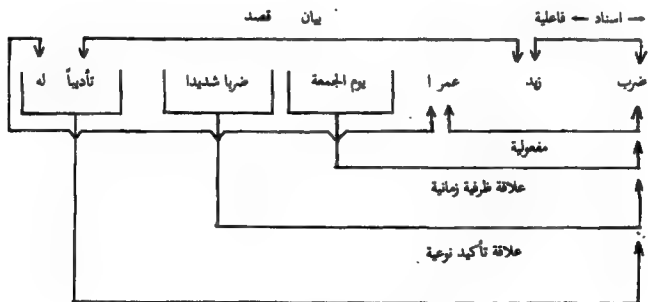 اسناد ← فاعلية → بيان قصد
ضرب زيد عمرا يوم الجمعة ضربا شديدا تأديباً له
مفعولية
علاقة ظرفية زمانية
علاقة تأكيد نوعية